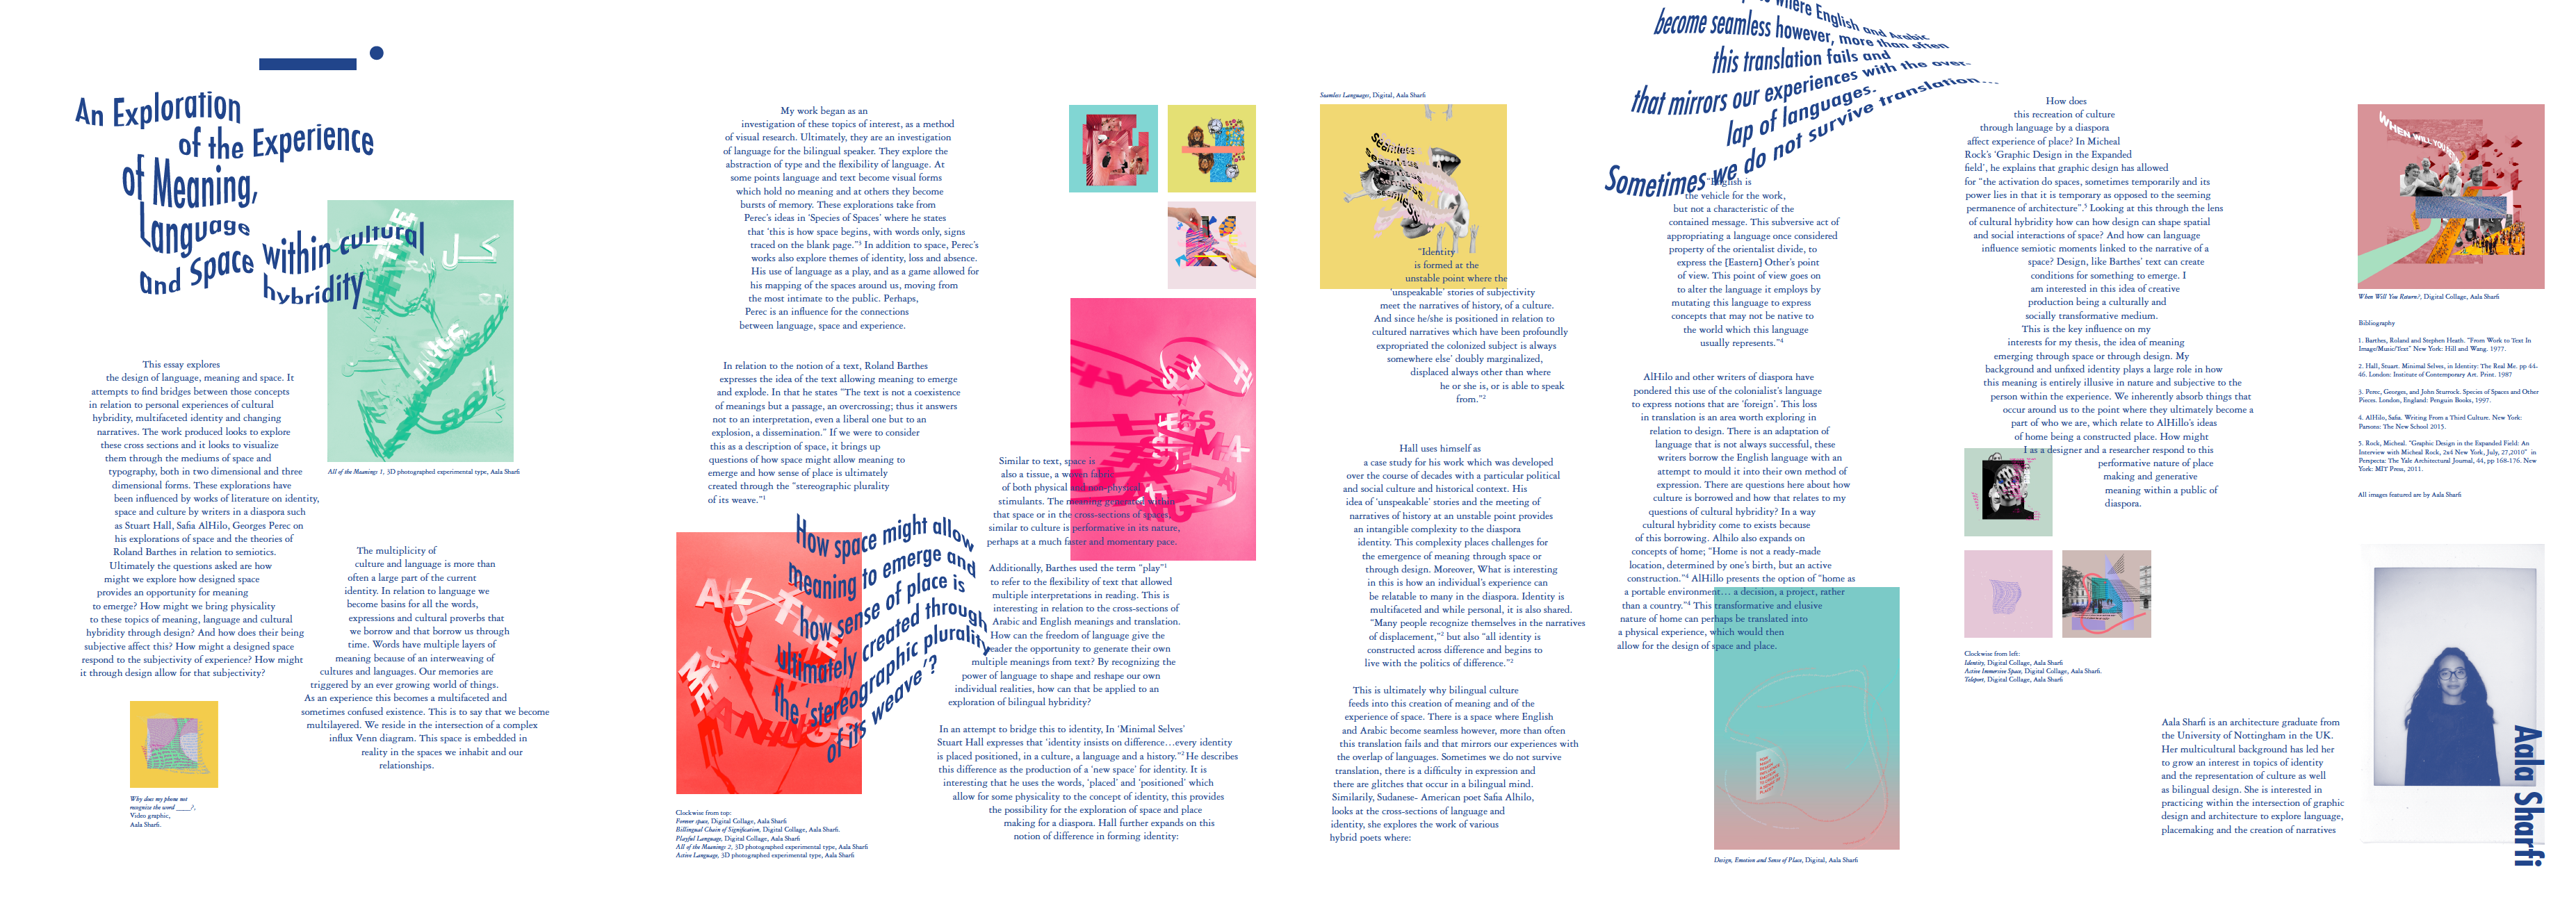 An Exploration
of the Experience
of Meaning,
Language
and Space within cultural
hybridity
كل
This essay explores
the design of language, meaning and space. It
attempts to find bridges between those concepts
in relation to personal experiences of cultural
hybridity, multifaceted identity and changing
narratives. The work produced looks to explore
these cross sections and it looks to visualize
them through the mediums of space and
typography, both in two dimensional and three
dimensional forms. These explorations have
been influenced by works of literature on identity,
space and culture by writers in a diaspora such
as Stuart Hall, Safia AlHilo, Georges Perec on
his explorations of space and the theories of
Roland Barthes in relation to semiotics.
Ultimately the questions asked are how
might we explore how designed space
provides an opportunity for meaning
to emerge? How might we bring physicality
to these topics of meaning, language and cultural
hybridity through design? And how does their being
subjective affect this? How might a designed space
respond to the subjectivity of experience? How might
it through design allow for that subjectivity?
Why does my phone not
recognize the word ____?,
Video graphic,
Aala Sharfi.
All of the Meanings 1, 3D photographed experimental type, Aala Sharfi
The multiplicity of
culture and language is more than
often a large part of the current
identity. In relation to language we
become basins for all the words,
expressions and cultural proverbs that
we borrow and that borrow us through
time. Words have multiple layers of
meaning because of an interweaving of
cultures and languages. Our memories are
triggered by an ever growing world of things.
As an experience this becomes a multifaceted and
sometimes confused existence. This is to say that we become
multilayered. We reside in the intersection of a complex
influx Venn diagram. This space is embedded in
reality in the spaces we inhabit and our
relationships.
My work began as an
investigation of these topics of interest, as a method
of visual research. Ultimately, they are an investigation
of language for the bilingual speaker. They explore the
abstraction of type and the flexibility of language. At
some points language and text become visual forms
which hold no meaning and at others they become
bursts of memory. These explorations take from
Perec's ideas in 'Species of Spaces' where he states
that 'this is how space begins, with words only, signs
traced on the blank page."³ In addition to space, Perec's
works also explore themes of identity, loss and absence.
His use of language as a play, and as a game allowed for
his mapping of the spaces around us, moving from
the most intimate to the public. Perhaps,
Perec is an influence for the connections
between language, space and experience.
In relation to the notion of a text, Roland Barthes
expresses the idea of the text allowing meaning to emerge
and explode. In that he states "The text is not a coexistence
of meanings but a passage, an overcrossing; thus it answers
not to an interpretation, even a liberal one but to an
explosion, a dissemination." If we were to consider
this as a description of space, it brings up
questions of how space might allow meaning to
emerge and how sense of place is ultimately
created through the "stereographic plurality
of its weave."¹
How space might allow
meaning to emerge and
how sense of place is
ultimately created through
the 'stereographic plurality
of its weave'?
ALL
THE
MEANINGS
Clockwise from top:
Former space, Digital Collage, Aala Sharfi
Billingual Chain of Signification, Digital Collage, Aala Sharfi.
Playful Language, Digital Collage, Aala Sharfi
All of the Meanings 2, 3D photographed experimental type, Aala Sharfi
Active Language, 3D photographed experimental type, Aala Sharfi
Similar to text, space is
also a tissue, a woven fabric
of both physical and non-physical
stimulants. The meaning generated within
that space or in the cross-sections of spaces,
similar to culture is performative in its nature,
perhaps at a much faster and momentary pace.
Additionally, Barthes used the term "play"¹
to refer to the flexibility of text that allowed
multiple interpretations in reading. This is
interesting in relation to the cross-sections of
Arabic and English meanings and translation.
How can the freedom of language give the
reader the opportunity to generate their own
multiple meanings from text? By recognizing the
power of language to shape and reshape our own
individual realities, how can that be applied to an
exploration of bilingual hybridity?
In an attempt to bridge this to identity, In 'Minimal Selves'
Stuart Hall expresses that 'identity insists on difference…every identity
is placed positioned, in a culture, a language and a history."² He describes
this difference as the production of a 'new space' for identity. It is
interesting that he uses the words, 'placed' and 'positioned' which
allow for some physicality to the concept of identity, this provides
the possibility for the exploration of space and place
making for a diaspora. Hall further expands on this
notion of difference in forming identity:
Seamless Languages, Digital, Aala Sharfi
seamless
seamless
seamless
"Identity
is formed at the
unstable point where the
'unspeakable' stories of subjectivity
meet the narratives of history, of a culture.
And since he/she is positioned in relation to
cultured narratives which have been profoundly
expropriated the colonized subject is always
somewhere else' doubly marginalized,
displaced always other than where
he or she is, or is able to speak
from."²
Hall uses himself as
a case study for his work which was developed
over the course of decades with a particular political
and social culture and historical context. His
idea of 'unspeakable' stories and the meeting of
narratives of history at an unstable point provides
an intangible complexity to the diaspora
identity. This complexity places challenges for
the emergence of meaning through space or
through design. Moreover, What is interesting
in this is how an individual's experience can
be relatable to many in the diaspora. Identity is
multifaceted and while personal, it is also shared.
"Many people recognize themselves in the narratives
of displacement,"² but also "all identity is
constructed across difference and begins to
live with the politics of difference."²
This is ultimately why bilingual culture
feeds into this creation of meaning and of the
experience of space. There is a space where English
and Arabic become seamless however, more than often
this translation fails and that mirrors our experiences with
the overlap of languages. Sometimes we do not survive
translation, there is a difficulty in expression and
there are glitches that occur in a bilingual mind.
Similarily, Sudanese- American poet Safia Alhilo,
looks at the cross-sections of language and
identity, she explores the work of various
hybrid poets where:
where English and Arabic
become seamless however, more than often
this translation fails and
that mirrors our experiences with the over-
lap of languages.
Sometimes we do not survive translation...
"English is
the vehicle for the work,
but not a characteristic of the
contained message. This subversive act of
appropriating a language once considered
property of the orientalist divide, to
express the [Eastern] Other's point
of view. This point of view goes on
to alter the language it employs by
mutating this language to express
concepts that may not be native to
the world which this language
usually represents."⁴
AlHilo and other writers of diaspora have
pondered this use of the colonialist's language
to express notions that are 'foreign'. This loss
in translation is an area worth exploring in
relation to design. There is an adaptation of
language that is not always successful, these
writers borrow the English language with an
attempt to mould it into their own method of
expression. There are questions here about how
culture is borrowed and how that relates to my
questions of cultural hybridity? In a way
cultural hybridity come to exists because
of this borrowing. Alhilo also expands on
concepts of home; "Home is not a ready-made
location, determined by one's birth, but an active
construction."⁴ AlHillo presents the option of "home as
a portable environment… a decision, a project, rather
than a country."⁴ This transformative and elusive
nature of home can perhaps be translated into
a physical experience, which would then
allow for the design of space and place.
Design, Emotion and Sense of Place, Digital, Aala Sharfi
How does
this recreation of culture
through language by a diaspora
affect experience of place? In Micheal
Rock's 'Graphic Design in the Expanded
field', he explains that graphic design has allowed
for "the activation do spaces, sometimes temporarily and its
power lies in that it is temporary as opposed to the seeming
permanence of architecture".⁵ Looking at this through the lens
of cultural hybridity how can how design can shape spatial
and social interactions of space? And how can language
influence semiotic moments linked to the narrative of a
space? Design, like Barthes' text can create
conditions for something to emerge. I
am interested in this idea of creative
production being a culturally and
socially transformative medium.
This is the key influence on my
interests for my thesis, the idea of meaning
emerging through space or through design. My
background and unfixed identity plays a large role in how
this meaning is entirely illusive in nature and subjective to the
person within the experience. We inherently absorb things that
occur around us to the point where they ultimately become a
part of who we are, which relate to AlHillo's ideas
of home being a constructed place. How might
I as a designer and a researcher respond to this
performative nature of place
making and generative
meaning within a public of
diaspora.
Clockwise from left:
Identity, Digital Collage, Aala Sharfi
Active Immersive Space, Digital Collage, Aala Sharfi.
Teleport, Digital Collage, Aala Sharfi
WHEN WILL YOU RETURN?
When Will You Return?, Digital Collage, Aala Sharfi
Bibliography
1. Barthes, Roland and Stephen Heath. "From Work to Text In
Image/Music/Text" New York: Hill and Wang. 1977.
2. Hall, Stuart. Minimal Selves, in Identity: The Real Me. pp 44-
46. London: Institute of Contemporary Art. Print. 1987
3. Perec, Georges, and John Sturrock. Species of Spaces and Other
Pieces. London, England: Penguin Books, 1997.
4. AlHilo, Safia. Writing From a Third Culture. New York:
Parsons: The New School 2015.
5. Rock, Micheal. "Graphic Design in the Expanded Field: An
Interview with Micheal Rock, 2x4 New York, July, 27,2010" in
Perspecta: The Yale Architectural Journal, 44, pp 168-176. New
York: MIT Press, 2011.
All images featured are by Aala Sharfi
Aala Sharfi is an architecture graduate from
the University of Nottingham in the UK.
Her multicultural background has led her
to grow an interest in topics of identity
and the representation of culture as well
as bilingual design. She is interested in
practicing within the intersection of graphic
design and architecture to explore language,
placemaking and the creation of narratives
Aala Sharfi